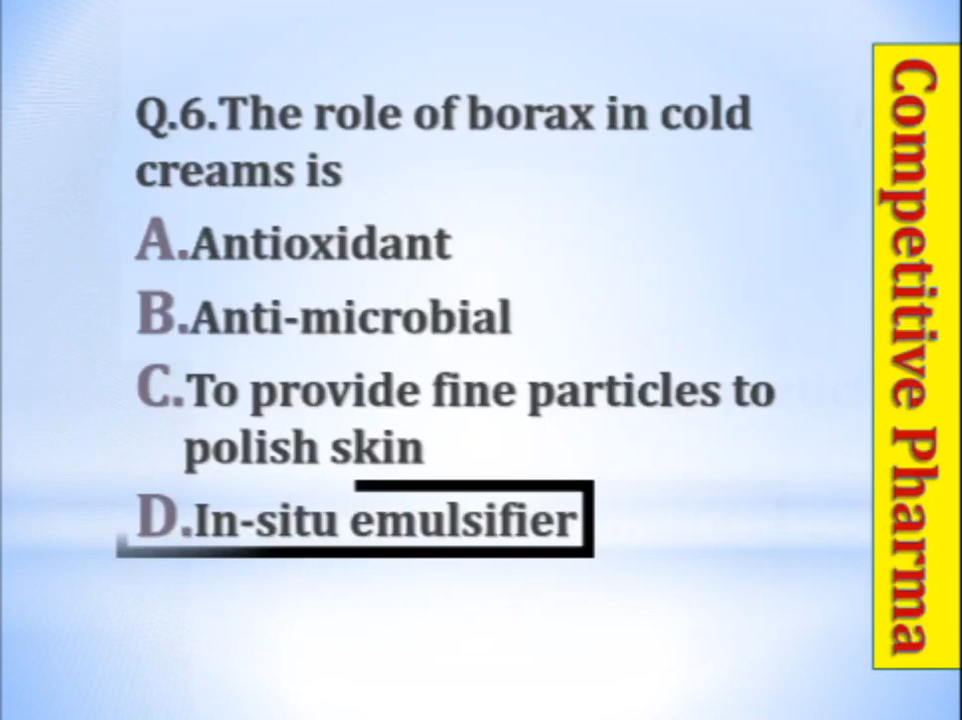 Q.6.The role of borax in cold
creams is
A.Antioxidant
B.Anti-microbial
C.To provide fine particles to
polish skin
D.In-situ emulsifier
Competitive Pharma